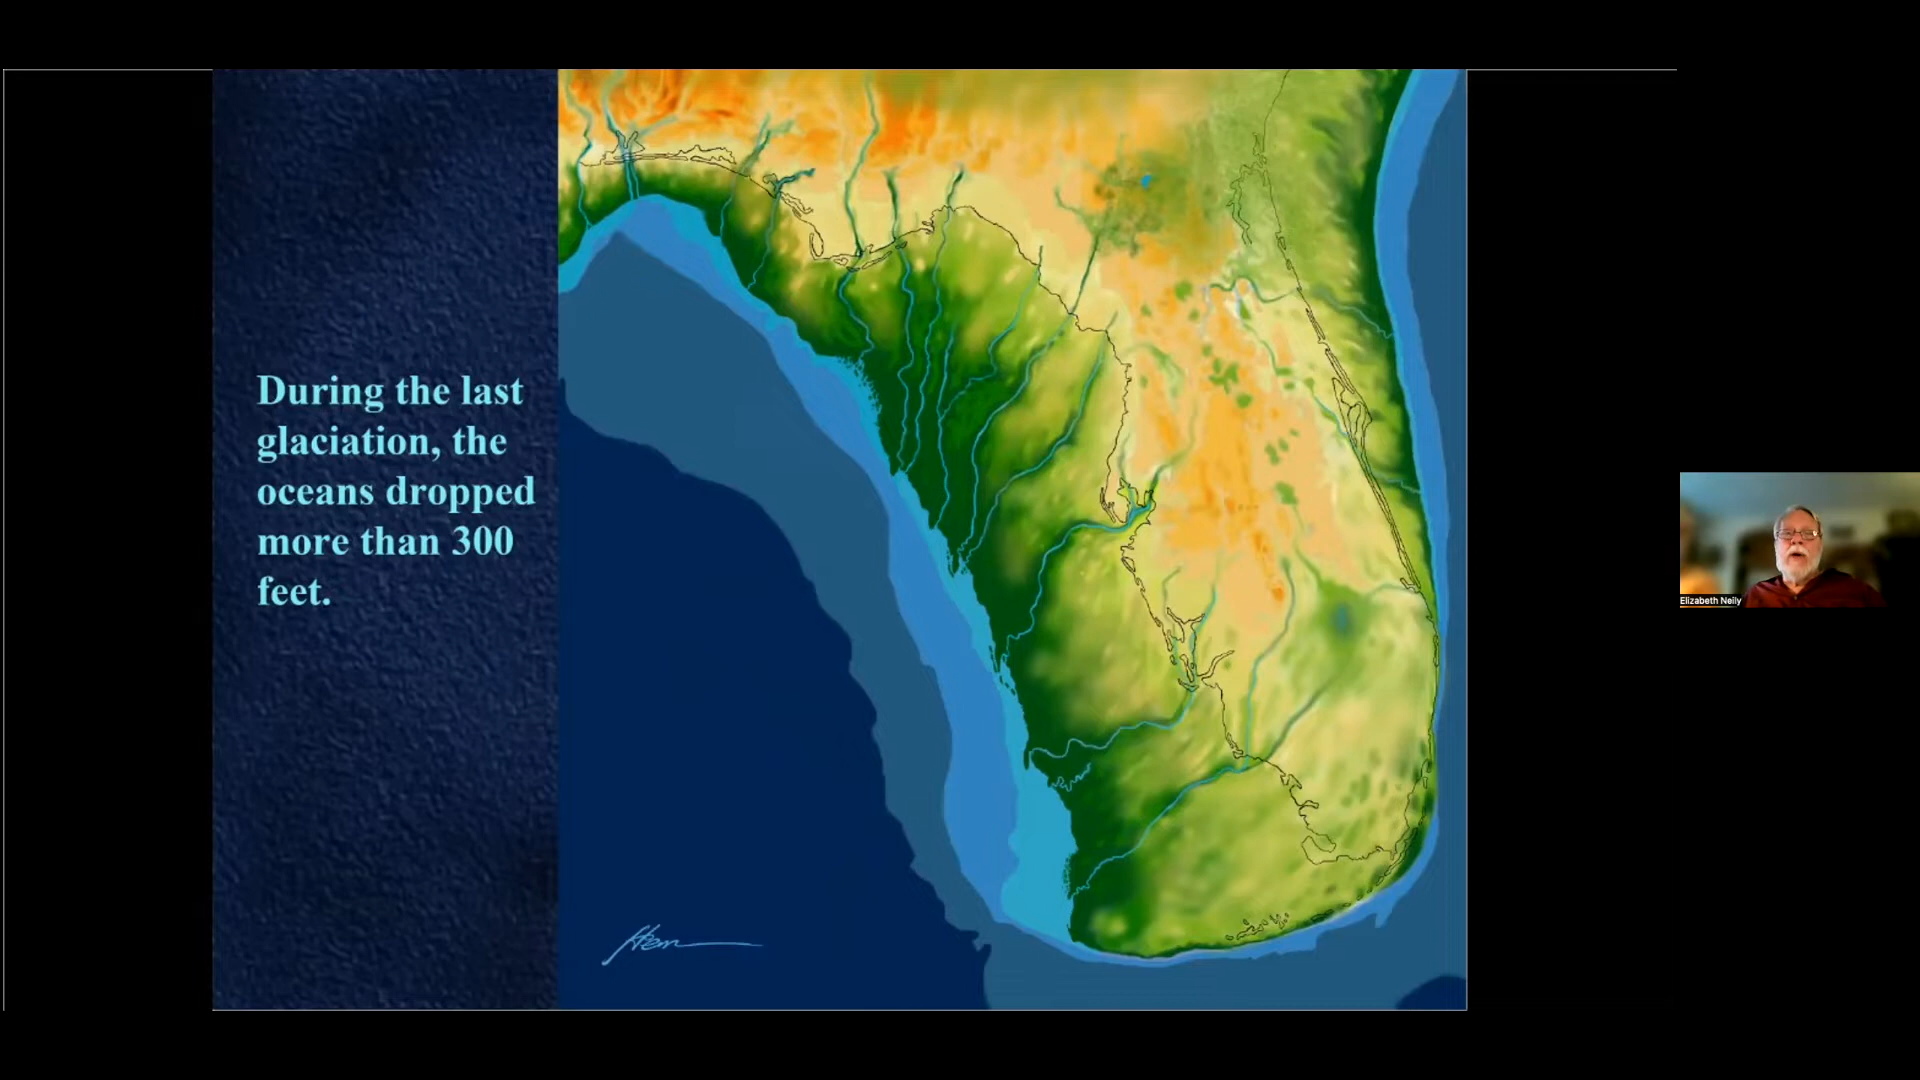 During the last
glaciation, the
oceans dropped
more than 300
feet.
Elizabeth Neily